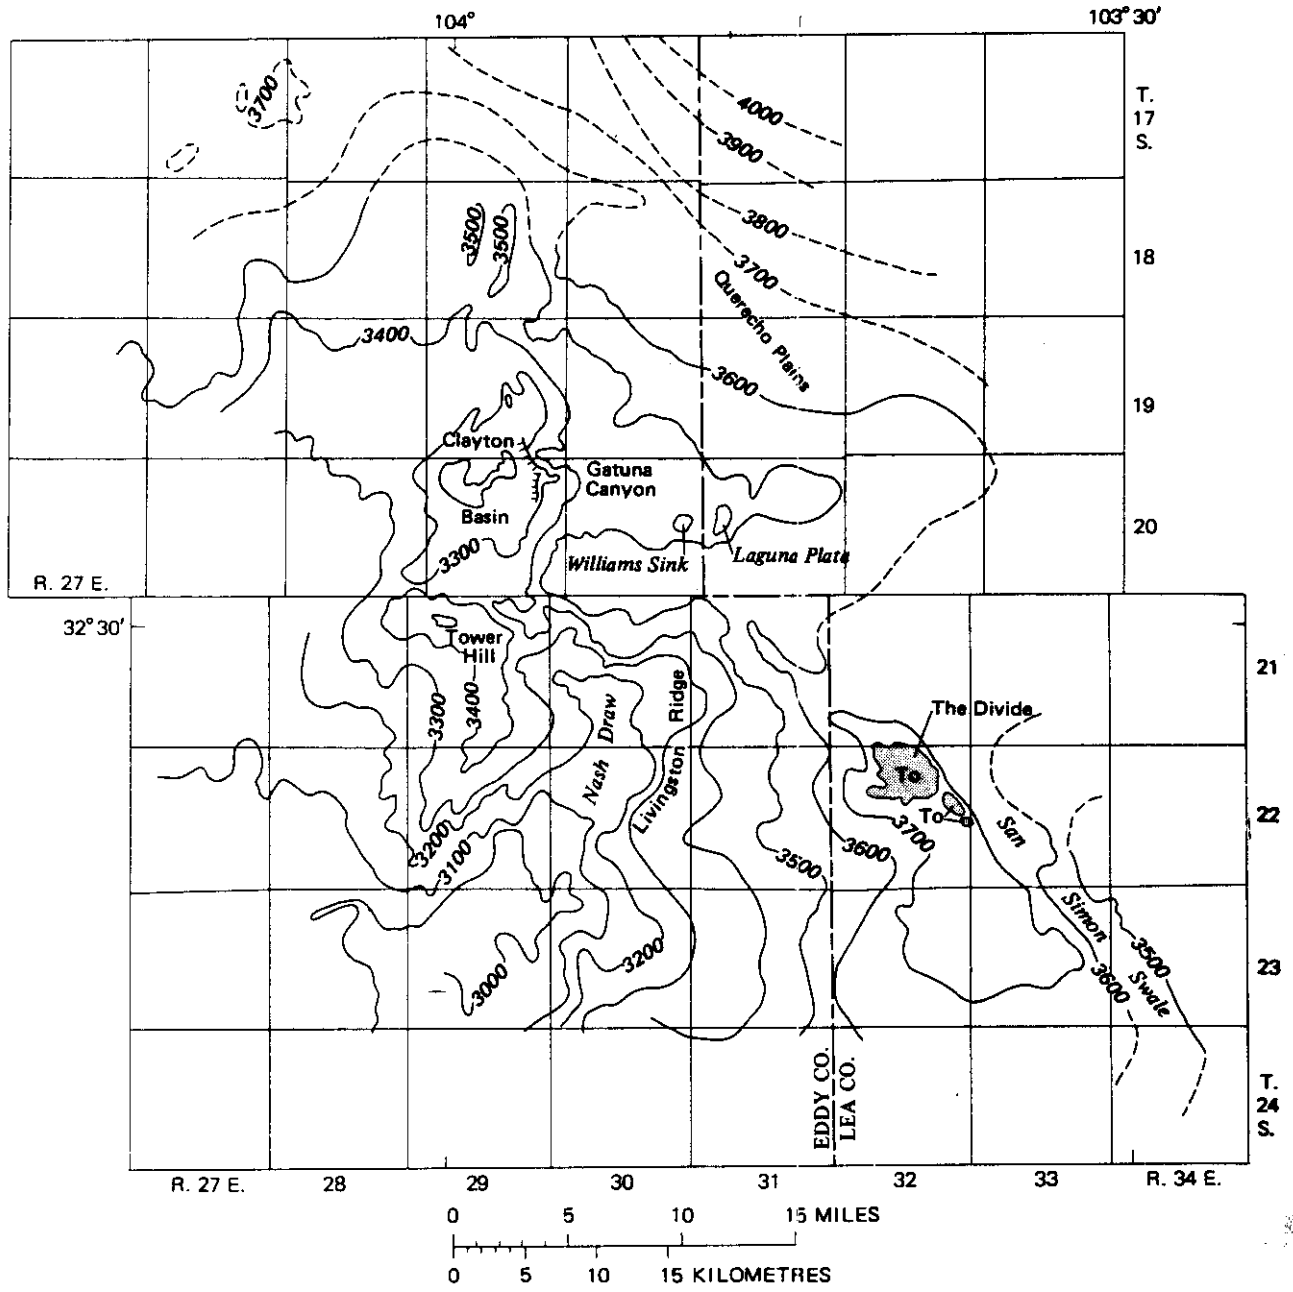 104°
103° 30'
T.
17
S.
3700
4000
3900
3800
3500
3500
18
3700
Querecho Plains
3400
3600
19
Clayton
Gatuna
Canyon
Basin
20
3300
Williams Sink
Laguna Plata
R. 27 E.
32° 30'
Tower
Hill
21
3300
3400
Nash Draw
Livingston Ridge
The Divide
To
To
22
San Simon Swale
3200
3100
3500
3600
3700
3000
3200
3500
3600
23
EDDY CO.
LEA CO.
T.
24
S.
R. 27 E.
28
29
30
31
32
33
R. 34 E.
0 5 10 15 MILES
0 5 10 15 KILOMETRES